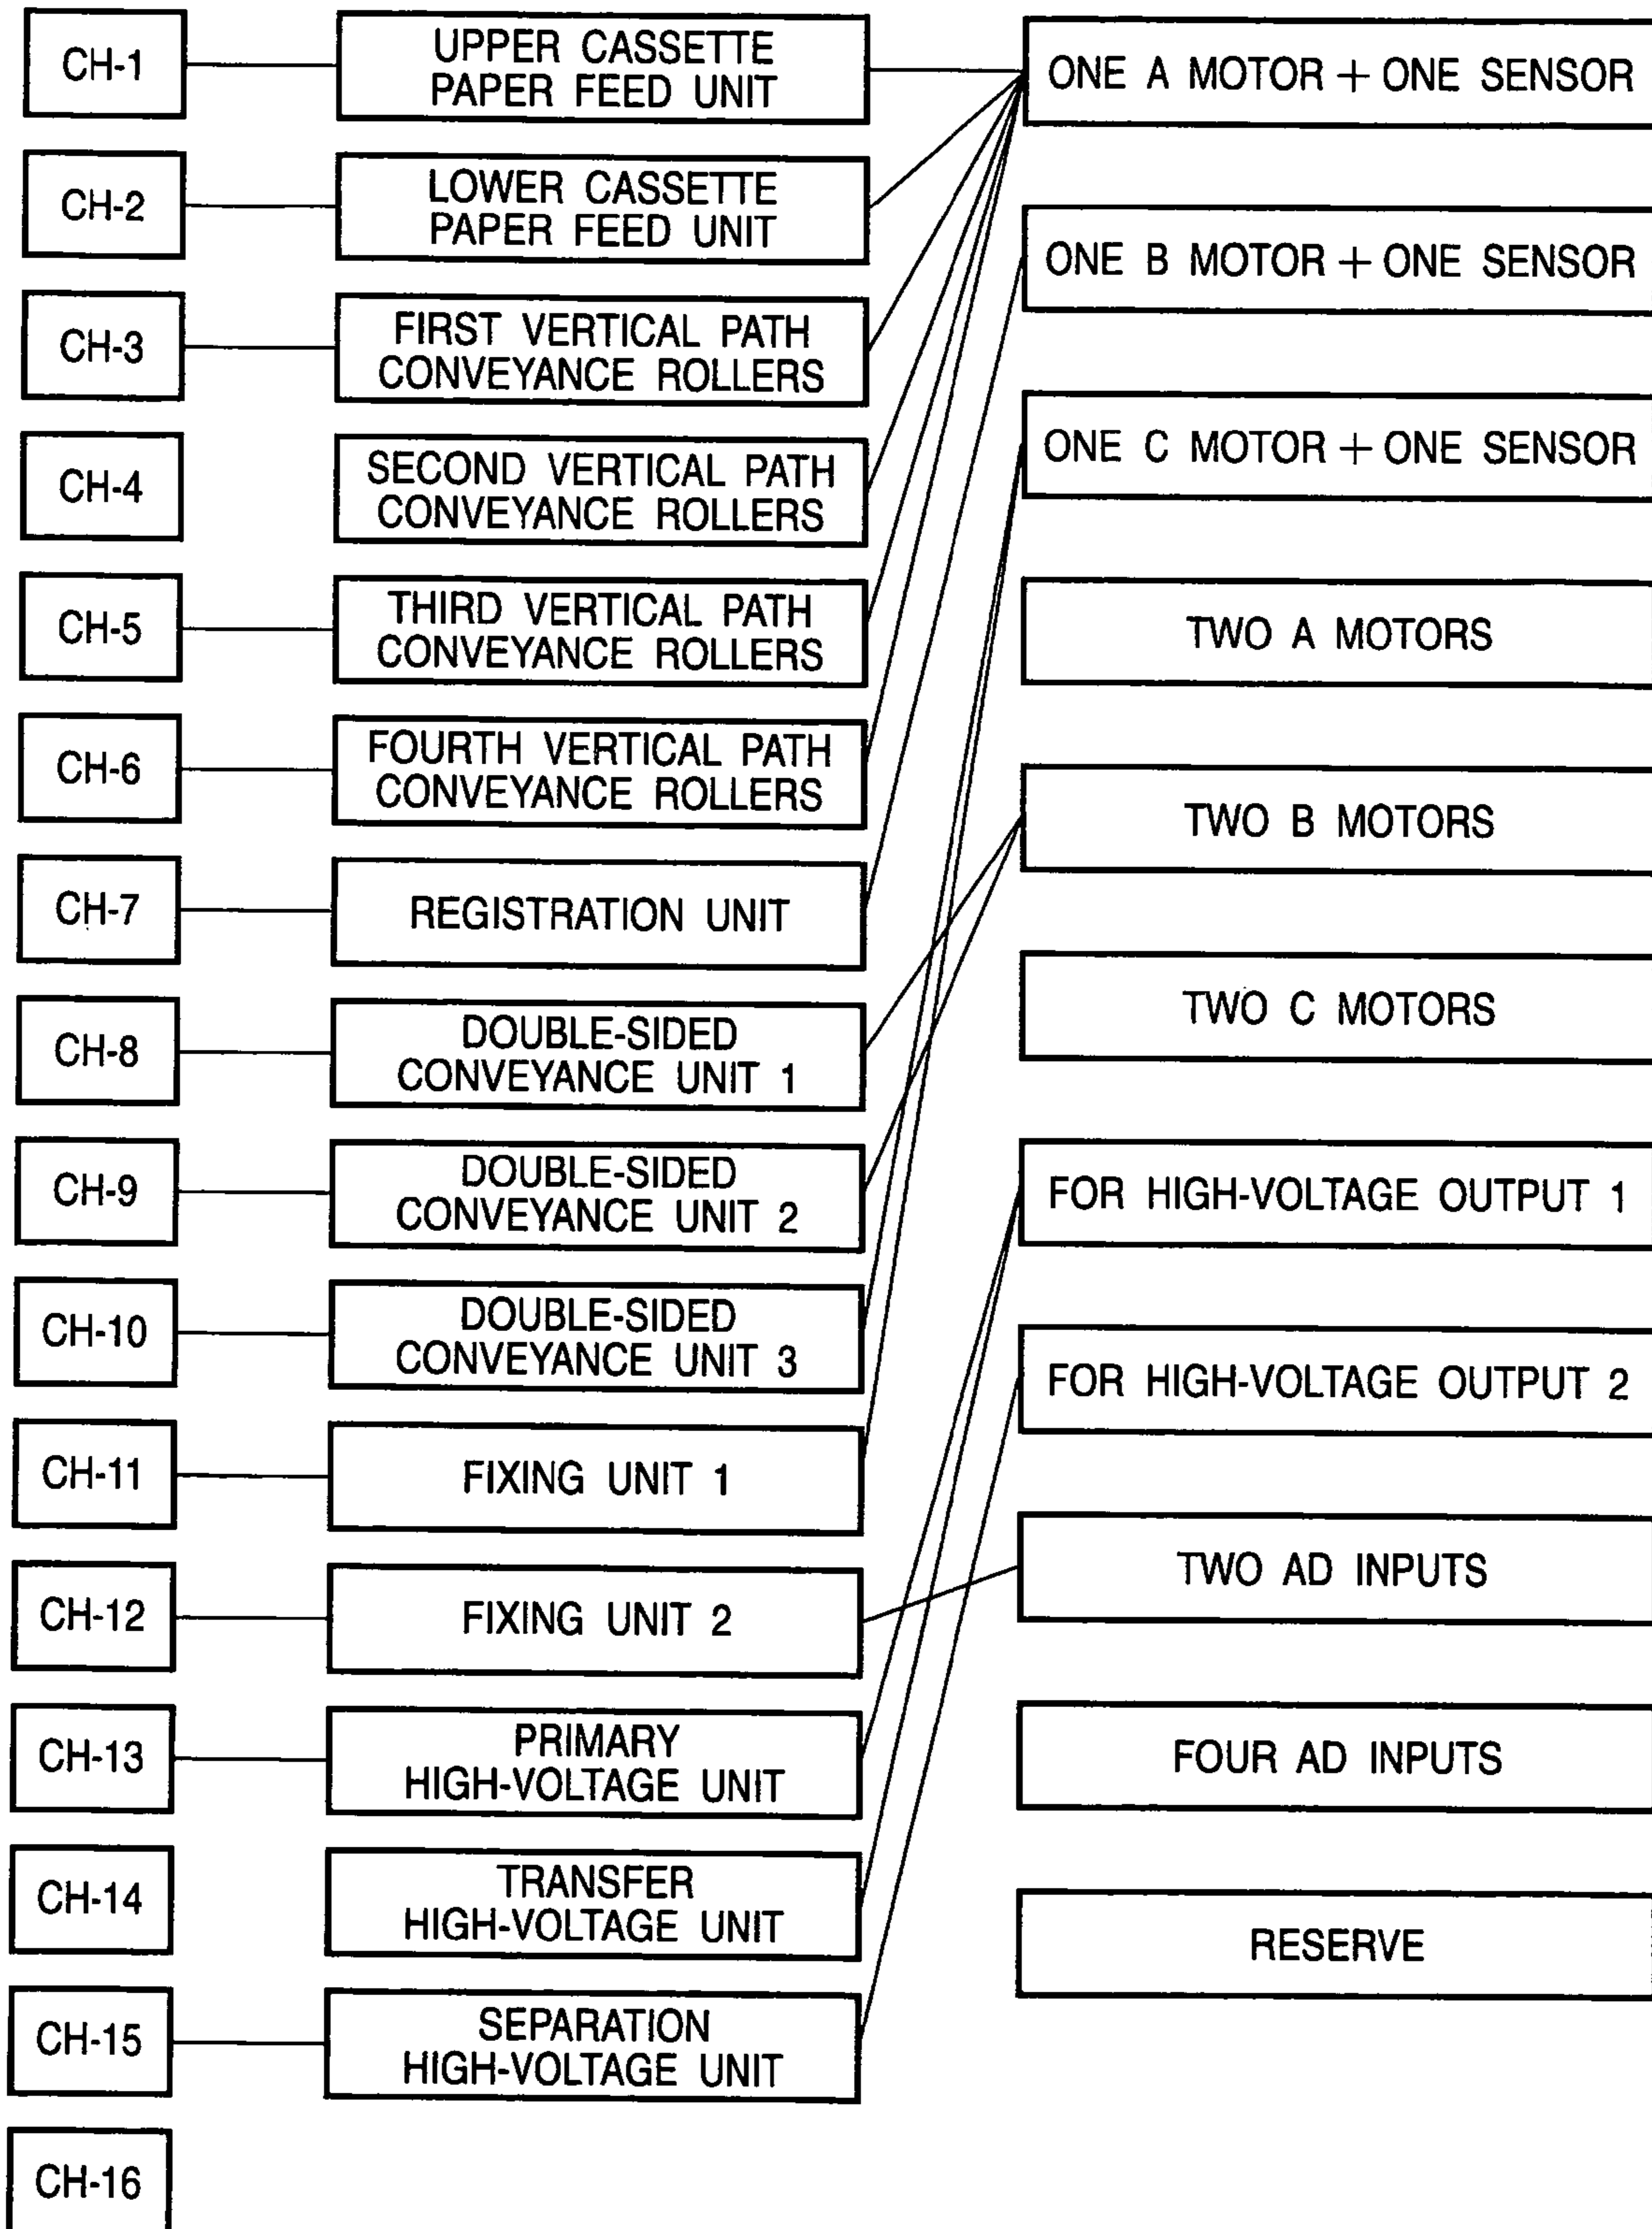 CH-1
UPPER CASSETTE
PAPER FEED UNIT
ONE A MOTOR + ONE SENSOR
CH-2
LOWER CASSETTE
PAPER FEED UNIT
ONE B MOTOR + ONE SENSOR
CH-3
FIRST VERTICAL PATH
CONVEYANCE ROLLERS
ONE C MOTOR + ONE SENSOR
CH-4
SECOND VERTICAL PATH
CONVEYANCE ROLLERS
CH-5
THIRD VERTICAL PATH
CONVEYANCE ROLLERS
TWO A MOTORS
CH-6
FOURTH VERTICAL PATH
CONVEYANCE ROLLERS
TWO B MOTORS
CH-7
REGISTRATION UNIT
TWO C MOTORS
CH-8
DOUBLE-SIDED
CONVEYANCE UNIT 1
CH-9
DOUBLE-SIDED
CONVEYANCE UNIT 2
FOR HIGH-VOLTAGE OUTPUT 1
CH-10
DOUBLE-SIDED
CONVEYANCE UNIT 3
FOR HIGH-VOLTAGE OUTPUT 2
CH-11
FIXING UNIT 1
TWO AD INPUTS
CH-12
FIXING UNIT 2
CH-13
PRIMARY
HIGH-VOLTAGE UNIT
FOUR AD INPUTS
CH-14
TRANSFER
HIGH-VOLTAGE UNIT
RESERVE
CH-15
SEPARATION
HIGH-VOLTAGE UNIT
CH-16